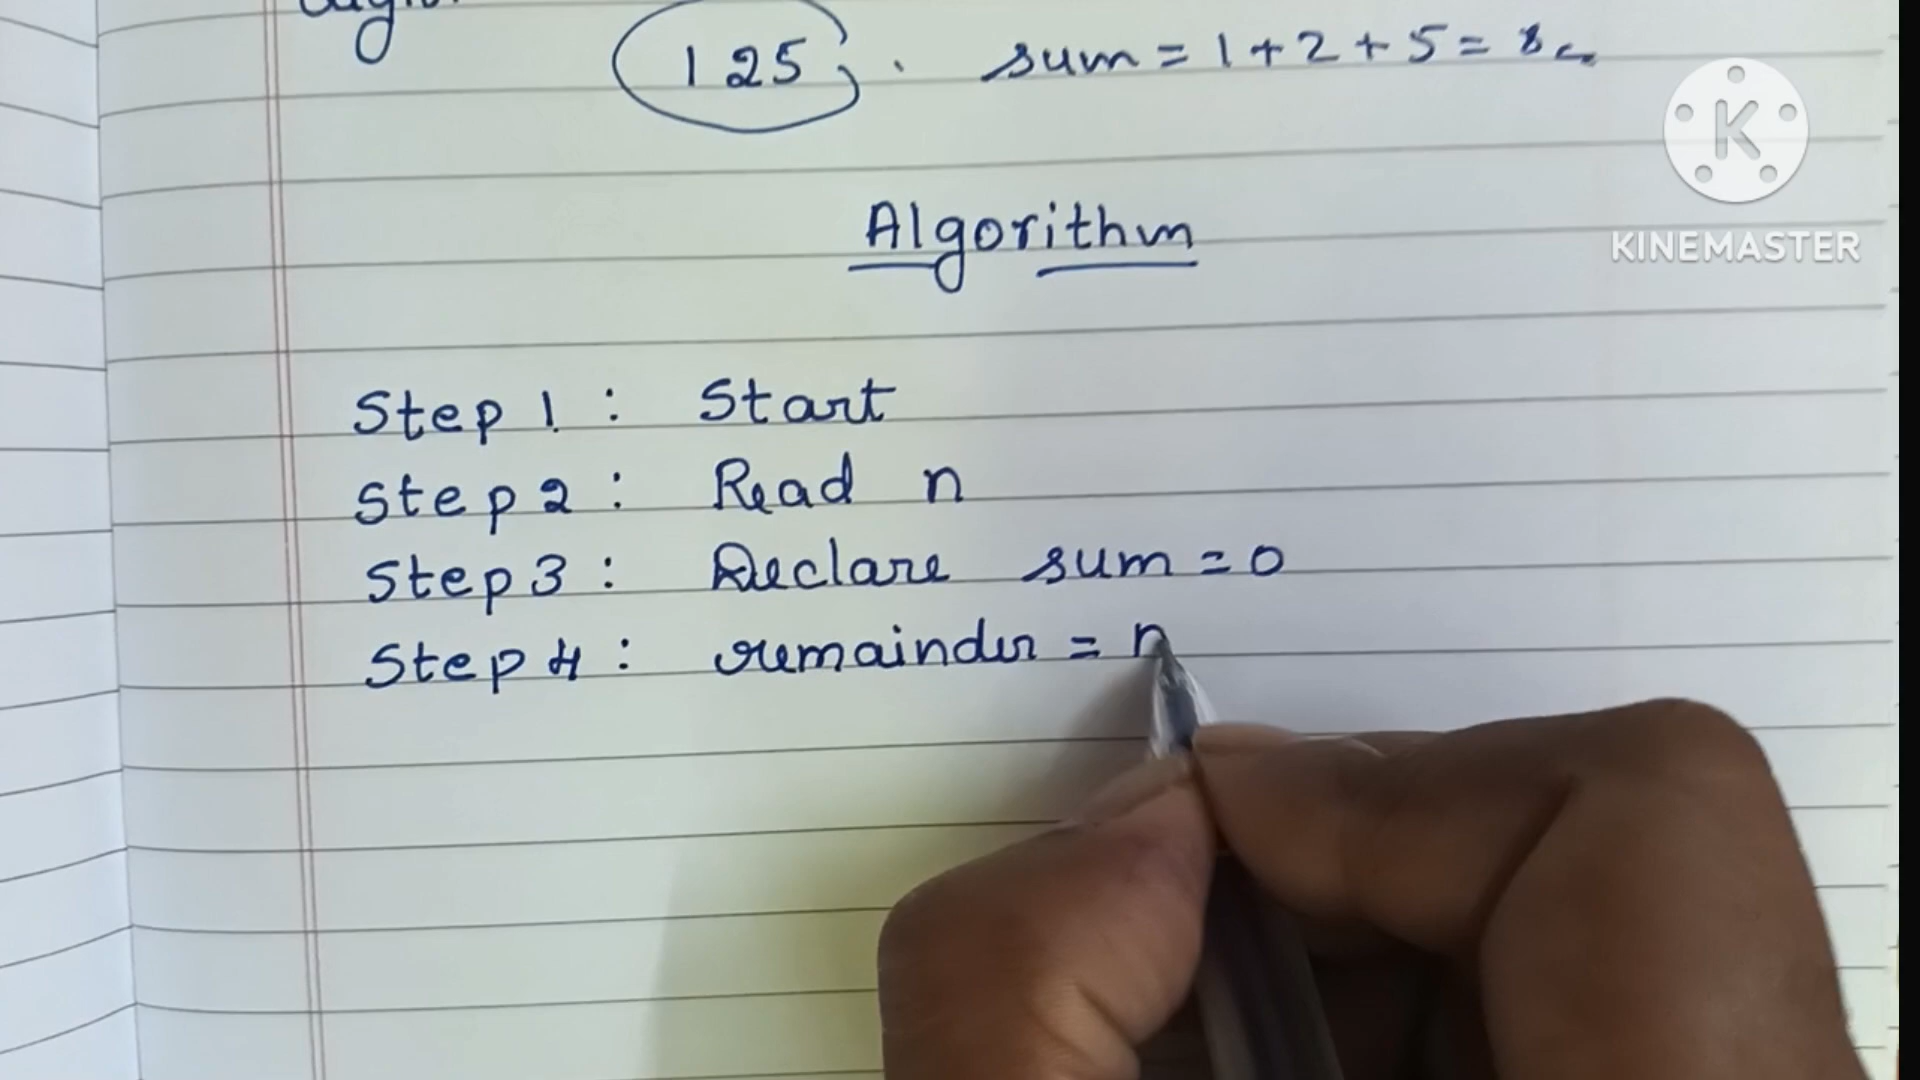 125 . sum = 1 + 2 + 5 = 8
KINEMASTER
Algorithm
Step 1 : Start
Step 2 : Read n
Step 3 : Declare sum = 0
Step 4 : remainder = n